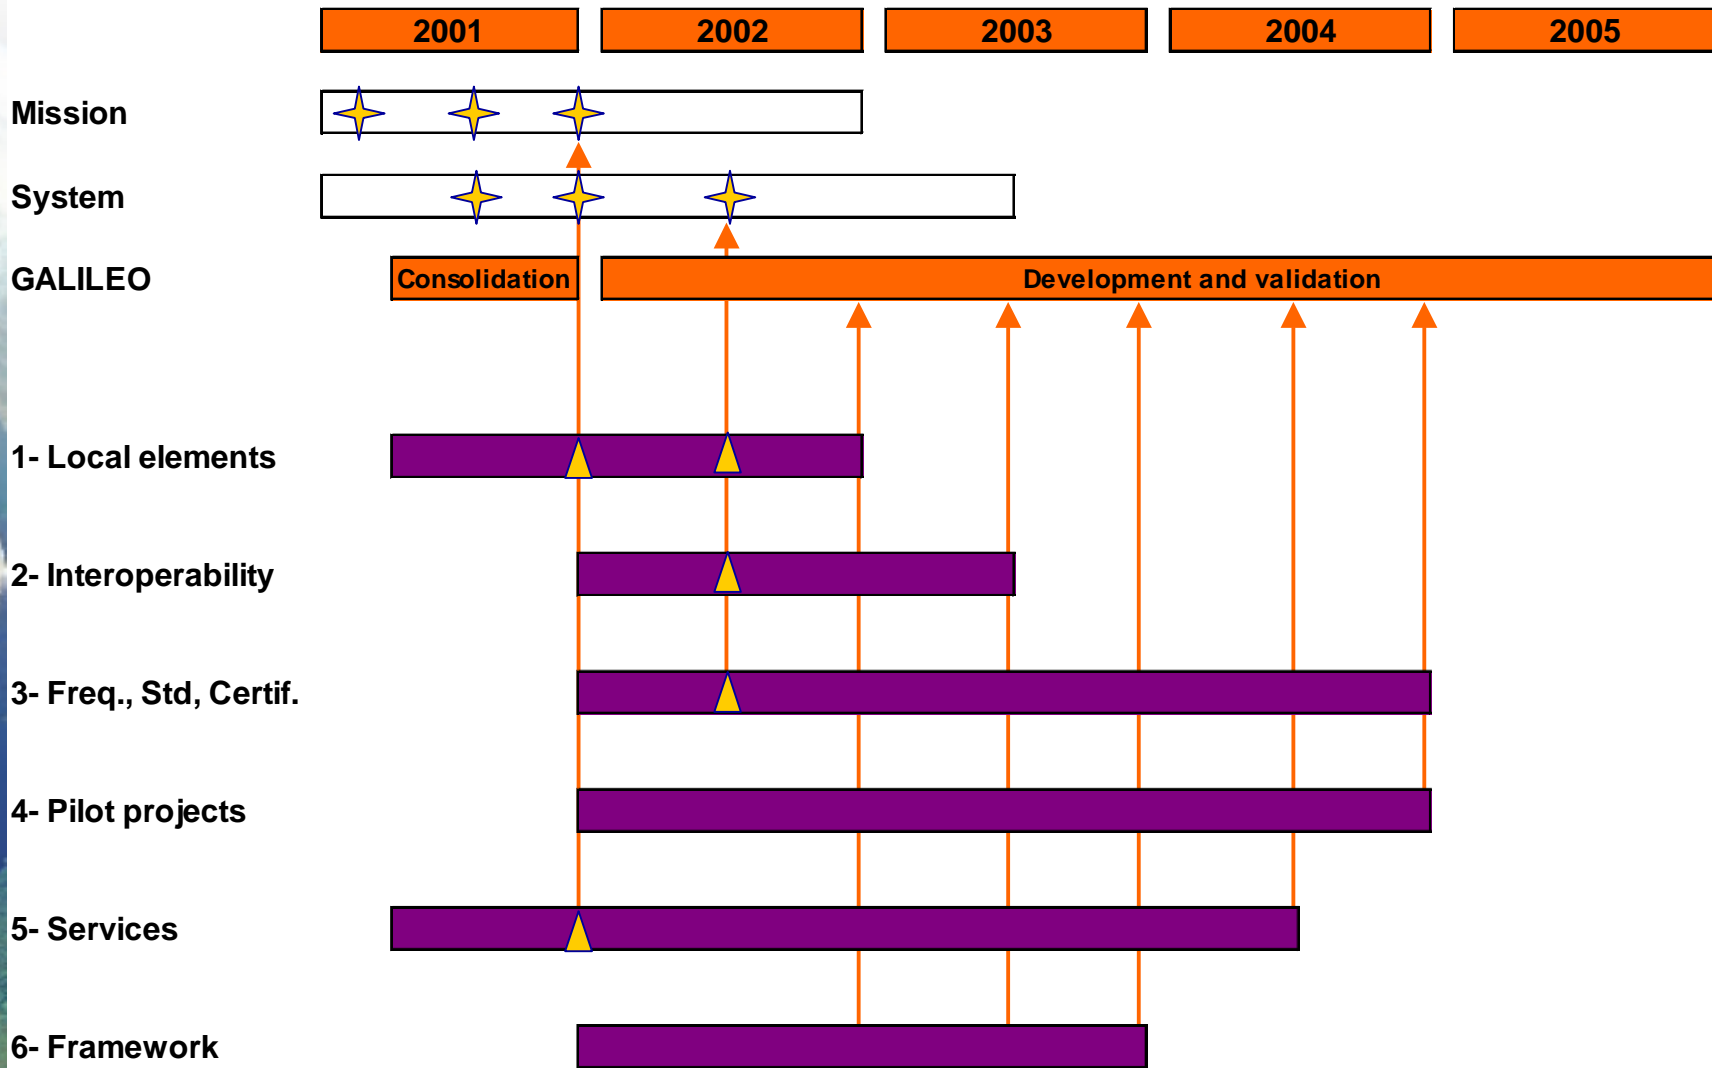 2001 2002 2003 2004 2005
Mission
System
GALILEO Consolidation Development and validation
1- Local elements
2- Interoperability
3- Freq., Std, Certif.
4- Pilot projects
5- Services
6- Framework